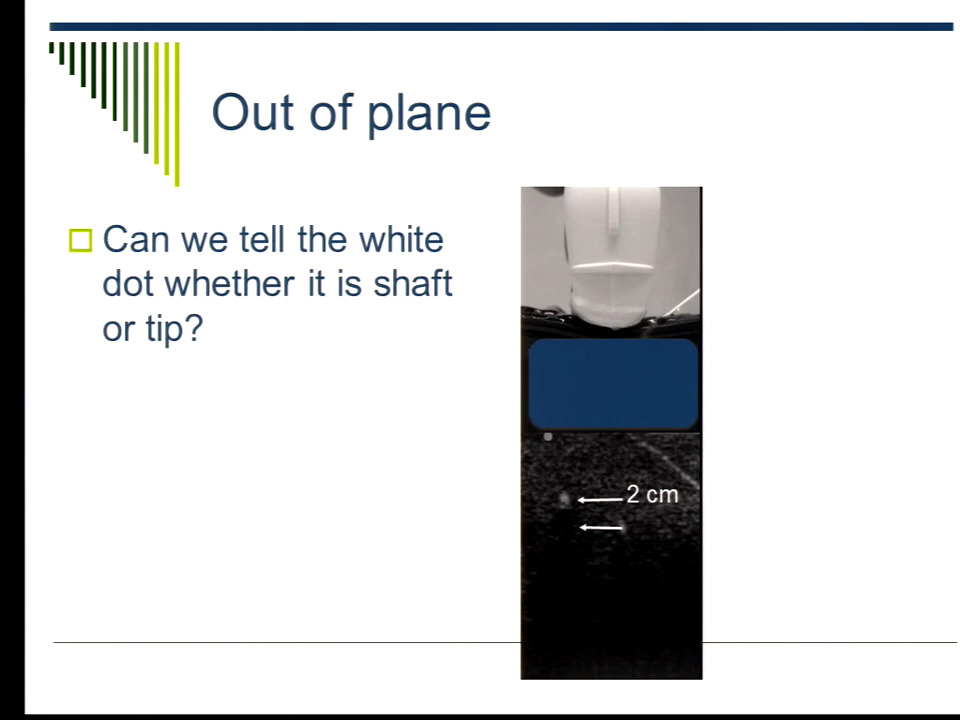 Out of plane
Can we tell the white
dot whether it is shaft
or tip?
2 cm